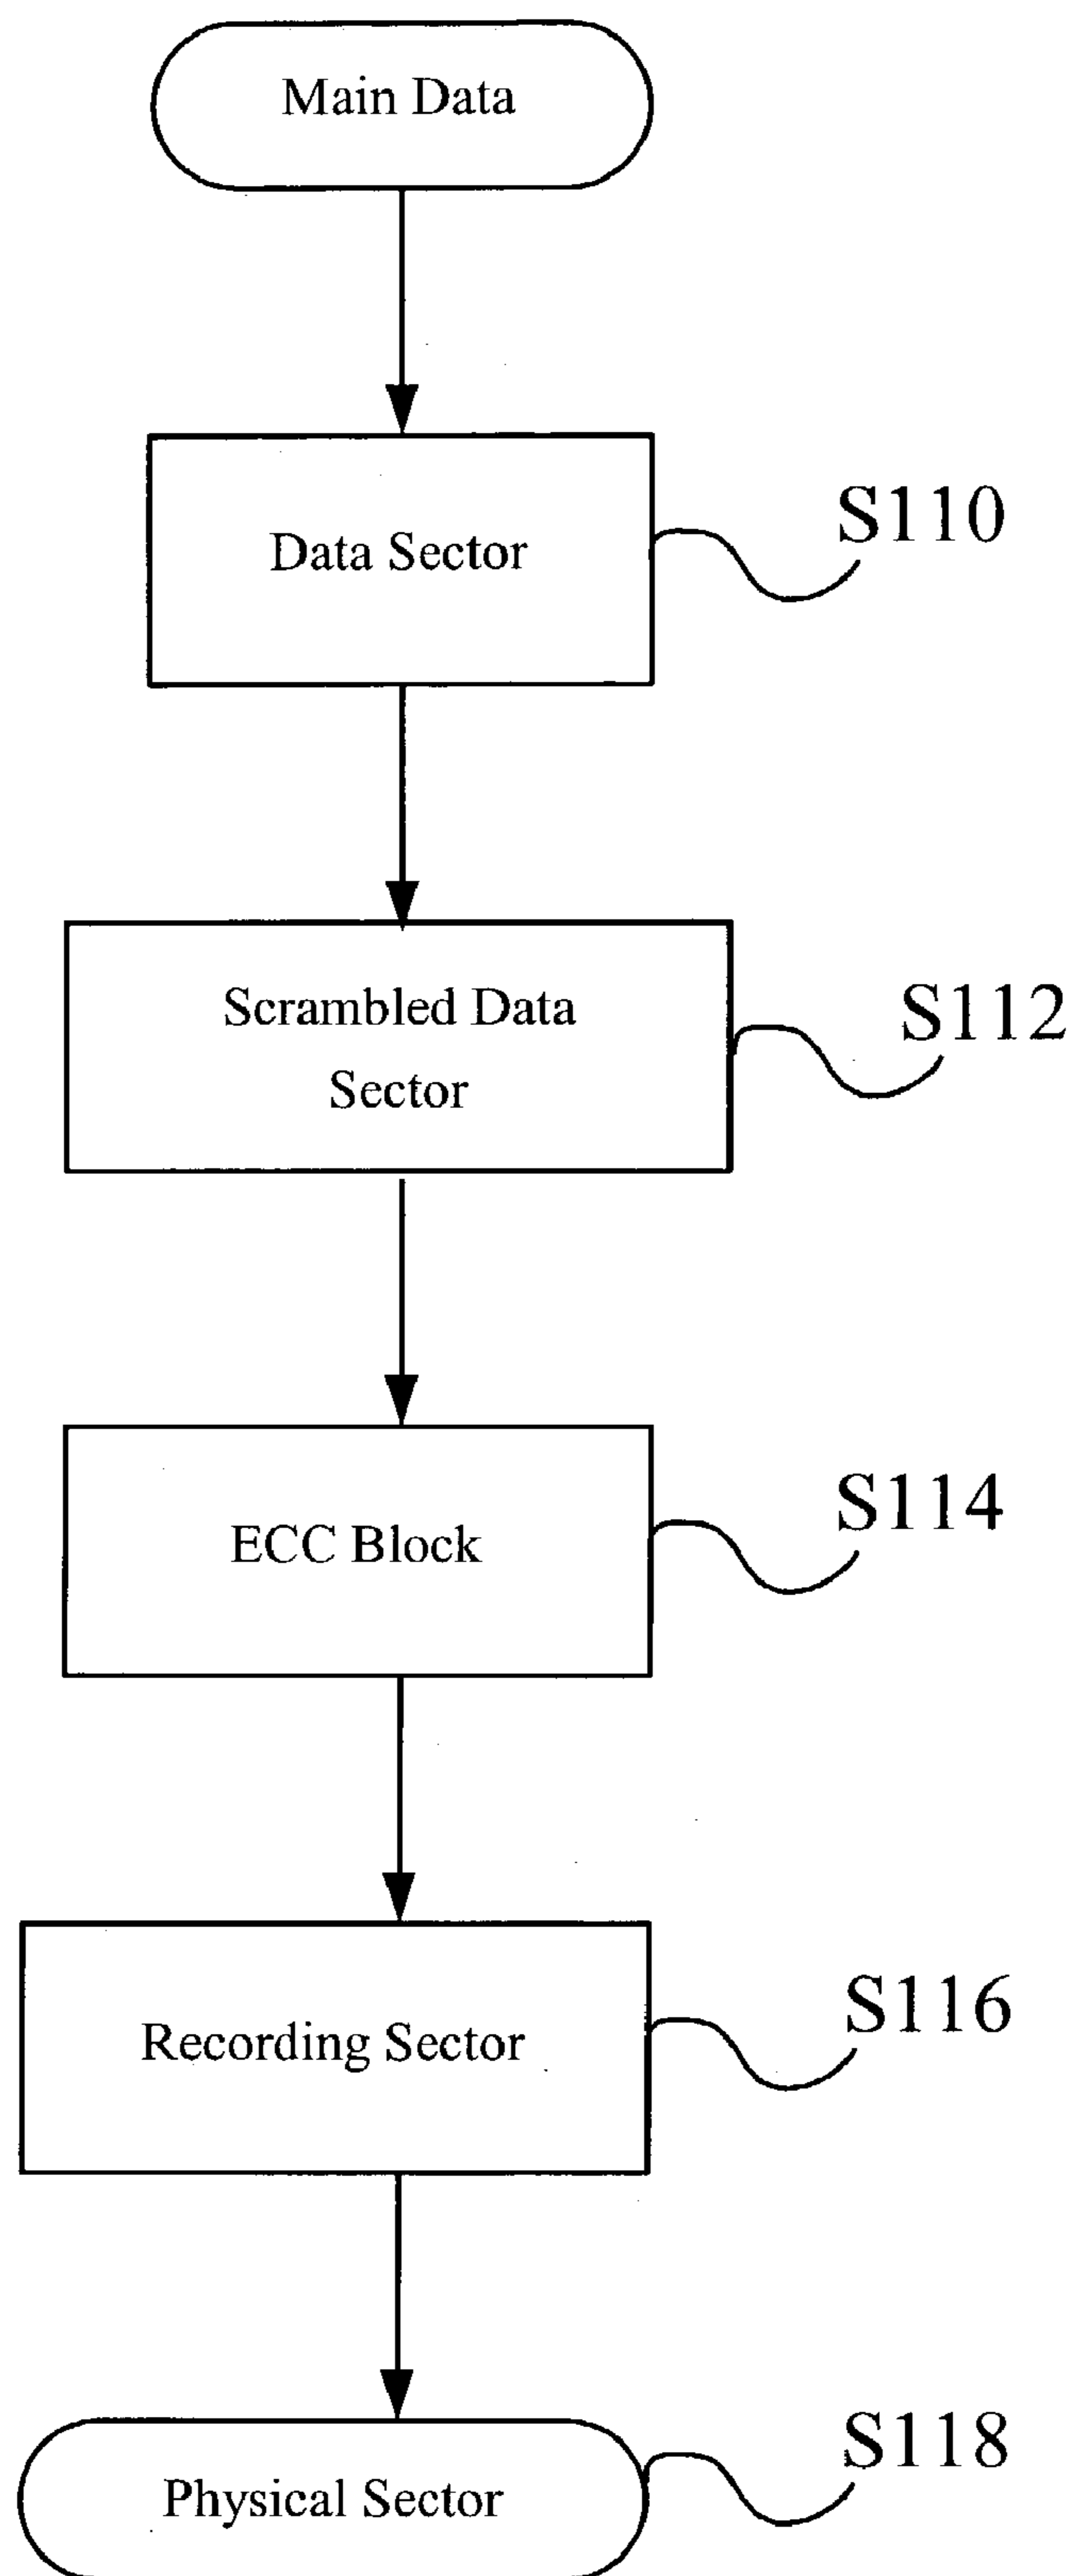 Main Data
Data Sector
S110
Scrambled Data
Sector
S112
ECC Block
S114
Recording Sector
S116
Physical Sector
S118